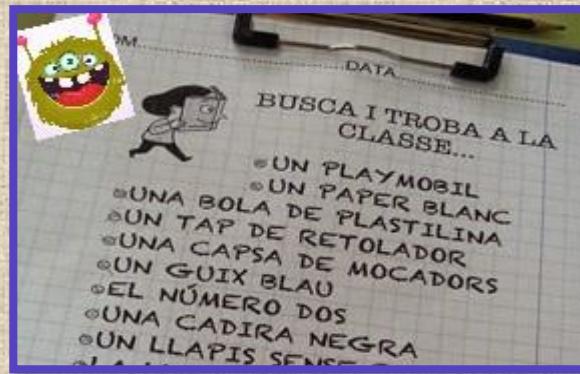 DATA
BUSCA I TROBA A LA
CLASSE...
UN PLAYMOBIL
UN PAPER BLANC
UNA BOLA DE PLASTILINA
UN TAP DE RETOLADOR
UNA CAPSA DE MOCADORS
UN GUIX BLAU
EL NÚMERO DOS
UNA CADIRA NEGRA
UN LLAPIS SENSE